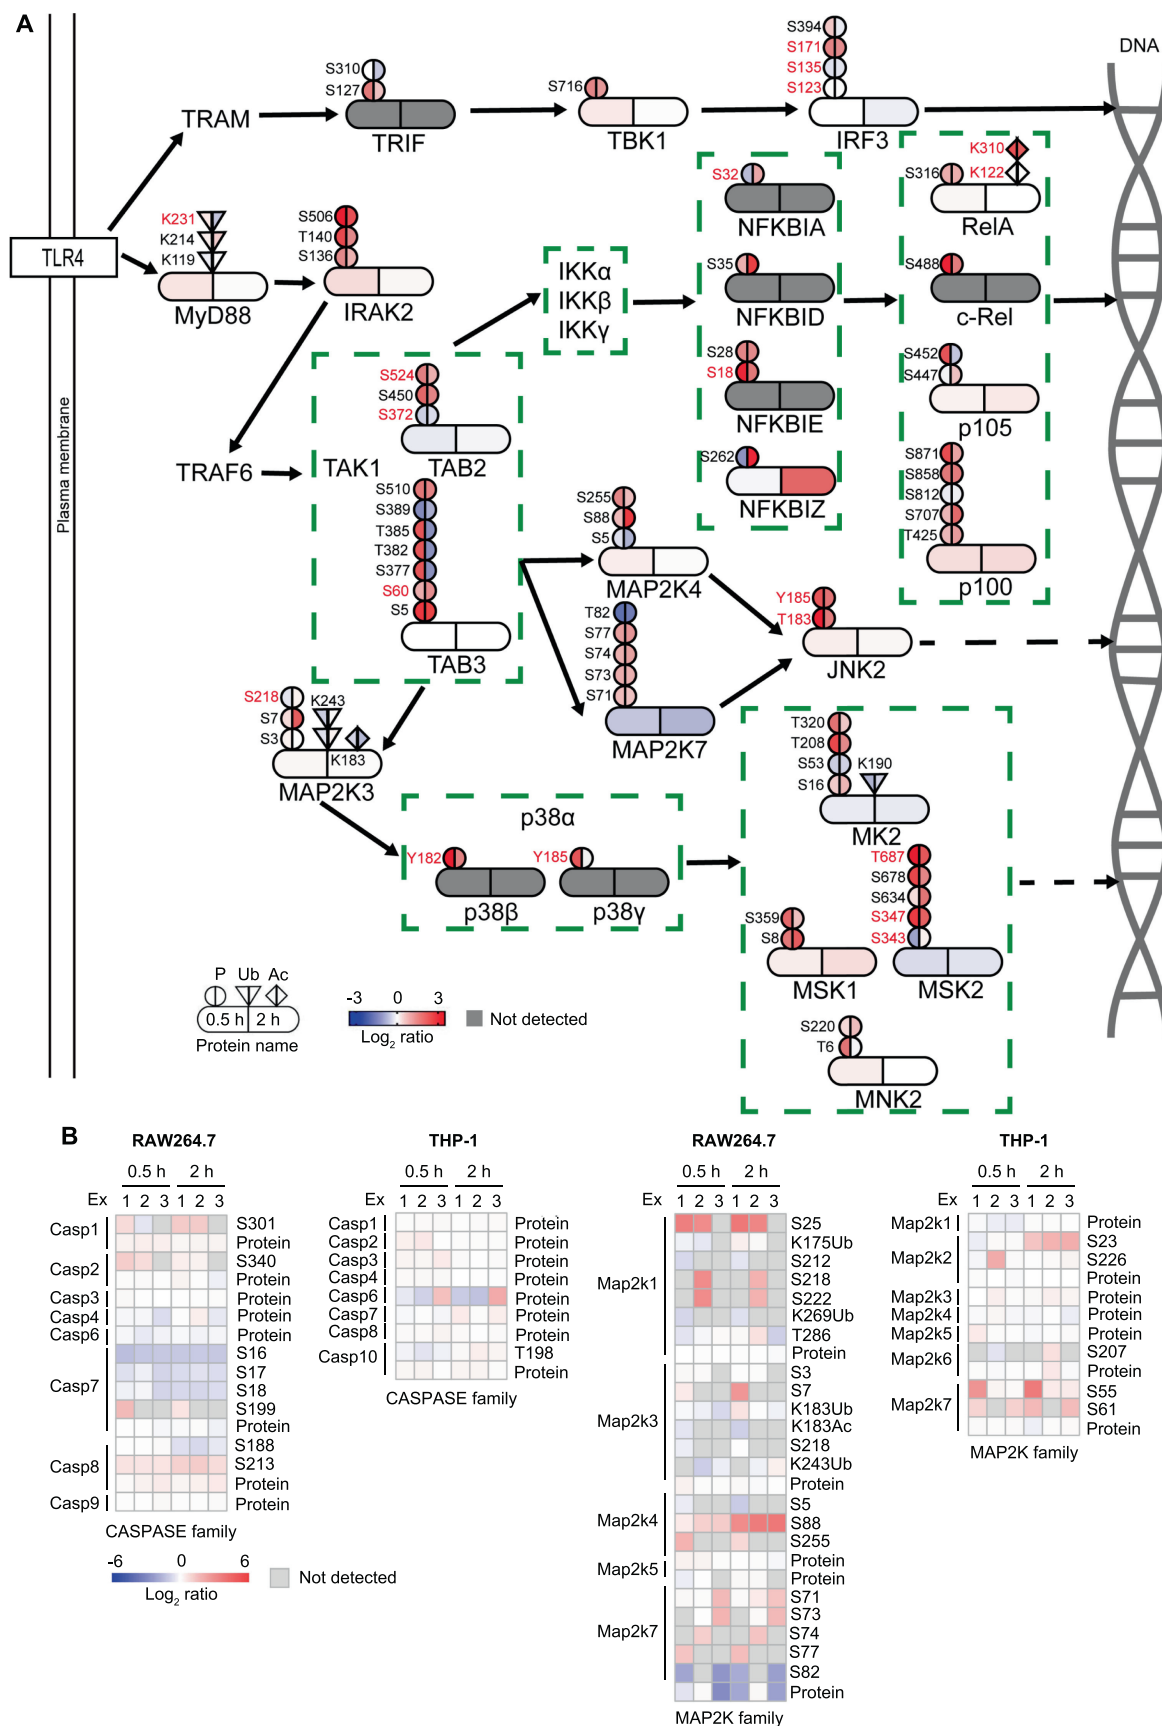 A
DNA
S394
S171
S135
S123
S310
S127
S716
TRAM
TRIF
TBK1
IRF3
K310
K122
S316
RelA
S32
NFKBIA
TLR4
K231
K214
K119
MyD88
S506
T140
S136
IRAK2
IKKα
IKKβ
IKKγ
S35
NFKBID
S488
c-Rel
S524
S450
S372
TAB2
S28
S18
NFKBIE
S452
S447
p105
TRAF6
TAK1
S262
NFKBIZ
S871
S858
S812
S707
T425
p100
Plasma membrane
S510
S389
T385
T382
S377
S60
S5
TAB3
S255
S88
S5
MAP2K4
T82
S77
S74
S73
S71
MAP2K7
Y185
T183
JNK2
S218
S7
S3
K243
K183
MAP2K3
T320
T208
S53
S16
K190
MK2
p38α
Y182
p38β
Y185
p38γ
T687
S678
S634
S347
S343
MSK2
S359
S8
MSK1
S220
T6
MNK2
P Ub Ac
0.5 h 2 h
Protein name
-3 0 3
Log2 ratio
Not detected
B
RAW264.7
0.5 h 2 h
Ex 1 2 3 1 2 3
Casp1
S301
Protein
Casp2
S340
Protein
Casp3
Protein
Casp4
Protein
Casp6
Protein
Casp7
S16
S17
S18
S199
Protein
Casp8
S188
S213
Protein
Casp9
Protein
CASPASE family
-6 0 6
Log2 ratio
Not detected
THP-1
0.5 h 2 h
Ex 1 2 3 1 2 3
Casp1 Protein
Casp2 Protein
Casp3 Protein
Casp4 Protein
Casp6 Protein
Casp7 Protein
Casp8 Protein
Casp10
T198
Protein
CASPASE family
RAW264.7
0.5 h 2 h
Ex 1 2 3 1 2 3
Map2k1
S25
K175Ub
S212
S218
S222
K269Ub
T286
Protein
Map2k3
S3
S7
K183Ub
K183Ac
S218
K243Ub
Protein
Map2k4
S5
S88
S255
Protein
Map2k5
Protein
Map2k7
S71
S73
S74
S77
S82
Protein
MAP2K family
THP-1
0.5 h 2 h
1 2 3 1 2 3
Map2k1 Protein
Map2k2
S23
S226
Protein
Map2k3 Protein
Map2k4 Protein
Map2k5 Protein
Map2k6
S207
Protein
Map2k7
S55
S61
Protein
MAP2K family